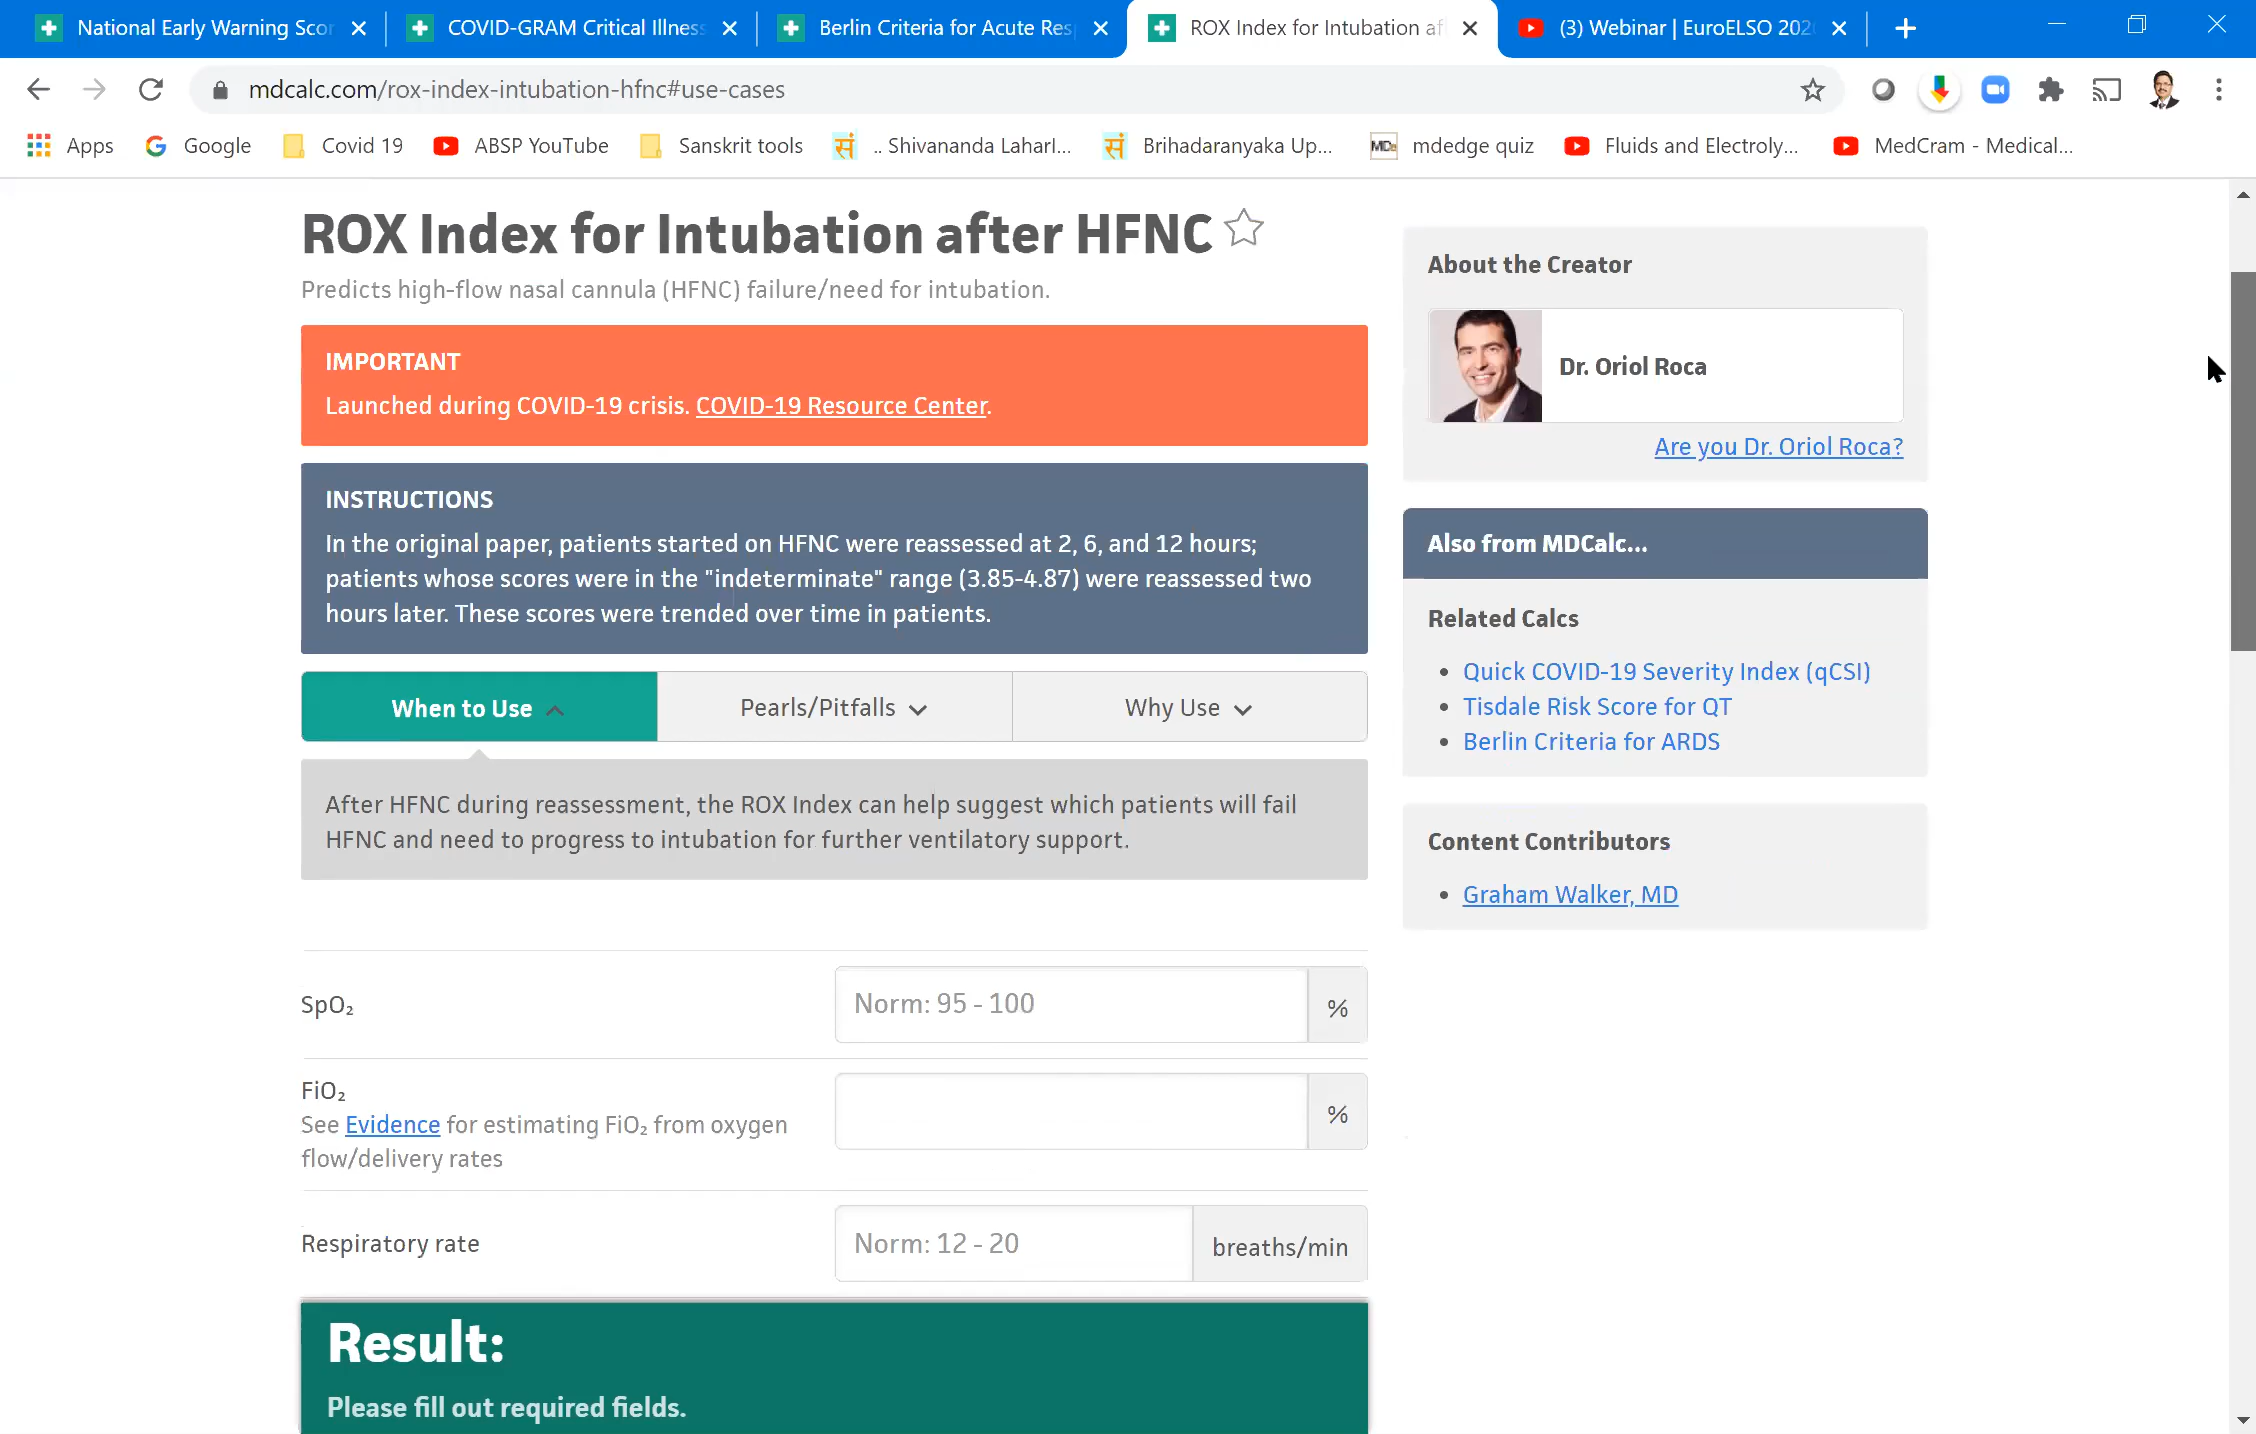 National Early Warning Scor
COVID-GRAM Critical Illness
Berlin Criteria for Acute Res
ROX Index for Intubation af
(3) Webinar | EuroELSO 202
mdcalc.com/rox-index-intubation-hfnc#use-cases
Apps
Google
Covid 19
ABSP YouTube
Sanskrit tools
सं
.. Shivananda LaharI...
सं
Brihadaranyaka Up...
MDe
mdedge quiz
Fluids and Electroly...
MedCram - Medical...
ROX Index for Intubation after HFNC
Predicts high-flow nasal cannula (HFNC) failure/need for intubation.
IMPORTANT
Launched during COVID-19 crisis. COVID-19 Resource Center.
INSTRUCTIONS
In the original paper, patients started on HFNC were reassessed at 2, 6, and 12 hours;
patients whose scores were in the "indeterminate" range (3.85-4.87) were reassessed two
hours later. These scores were trended over time in patients.
When to Use
Pearls/Pitfalls
Why Use
After HFNC during reassessment, the ROX Index can help suggest which patients will fail
HFNC and need to progress to intubation for further ventilatory support.
SpO₂
Norm: 95 - 100
%
FiO₂
See Evidence for estimating FiO₂ from oxygen
flow/delivery rates
%
Respiratory rate
Norm: 12 - 20
breaths/min
Result:
Please fill out required fields.
About the Creator
Dr. Oriol Roca
Are you Dr. Oriol Roca?
Also from MDCalc...
Related Calcs
• Quick COVID-19 Severity Index (qCSI)
• Tisdale Risk Score for QT
• Berlin Criteria for ARDS
Content Contributors
• Graham Walker, MD